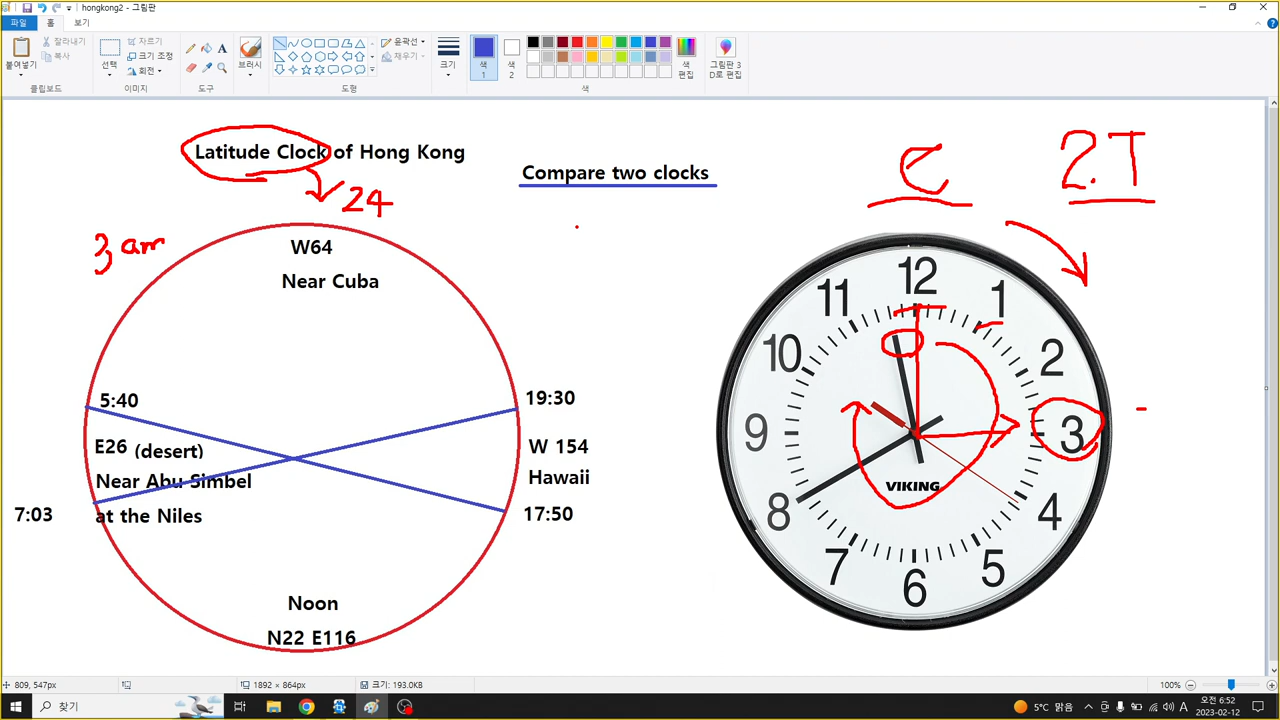 hongkong2 - 그림판
파일
홈
보기
붙여넣기
잘라내기
복사
클립보드
선택
자르기
크기 조정
회전
이미지
A
도구
브러시
윤곽선
채우기
도형
크기
색
1
색
2
색
편집
그림판 3
D로 편집
색
Latitude Clock of Hong Kong
24
3 am
Compare two clocks
e
2.T
W64
Near Cuba
5:40
E26 (desert)
Near Abu Simbel
at the Niles
7:03
19:30
W 154
Hawaii
17:50
Noon
N22 E116
12
1
2
3
4
5
6
7
8
9
10
11
VIKING
809, 547px
1892 × 864px
크기: 193.0KB
100%
찾기
5°C 맑음
A
오전 6:52
2023-02-12